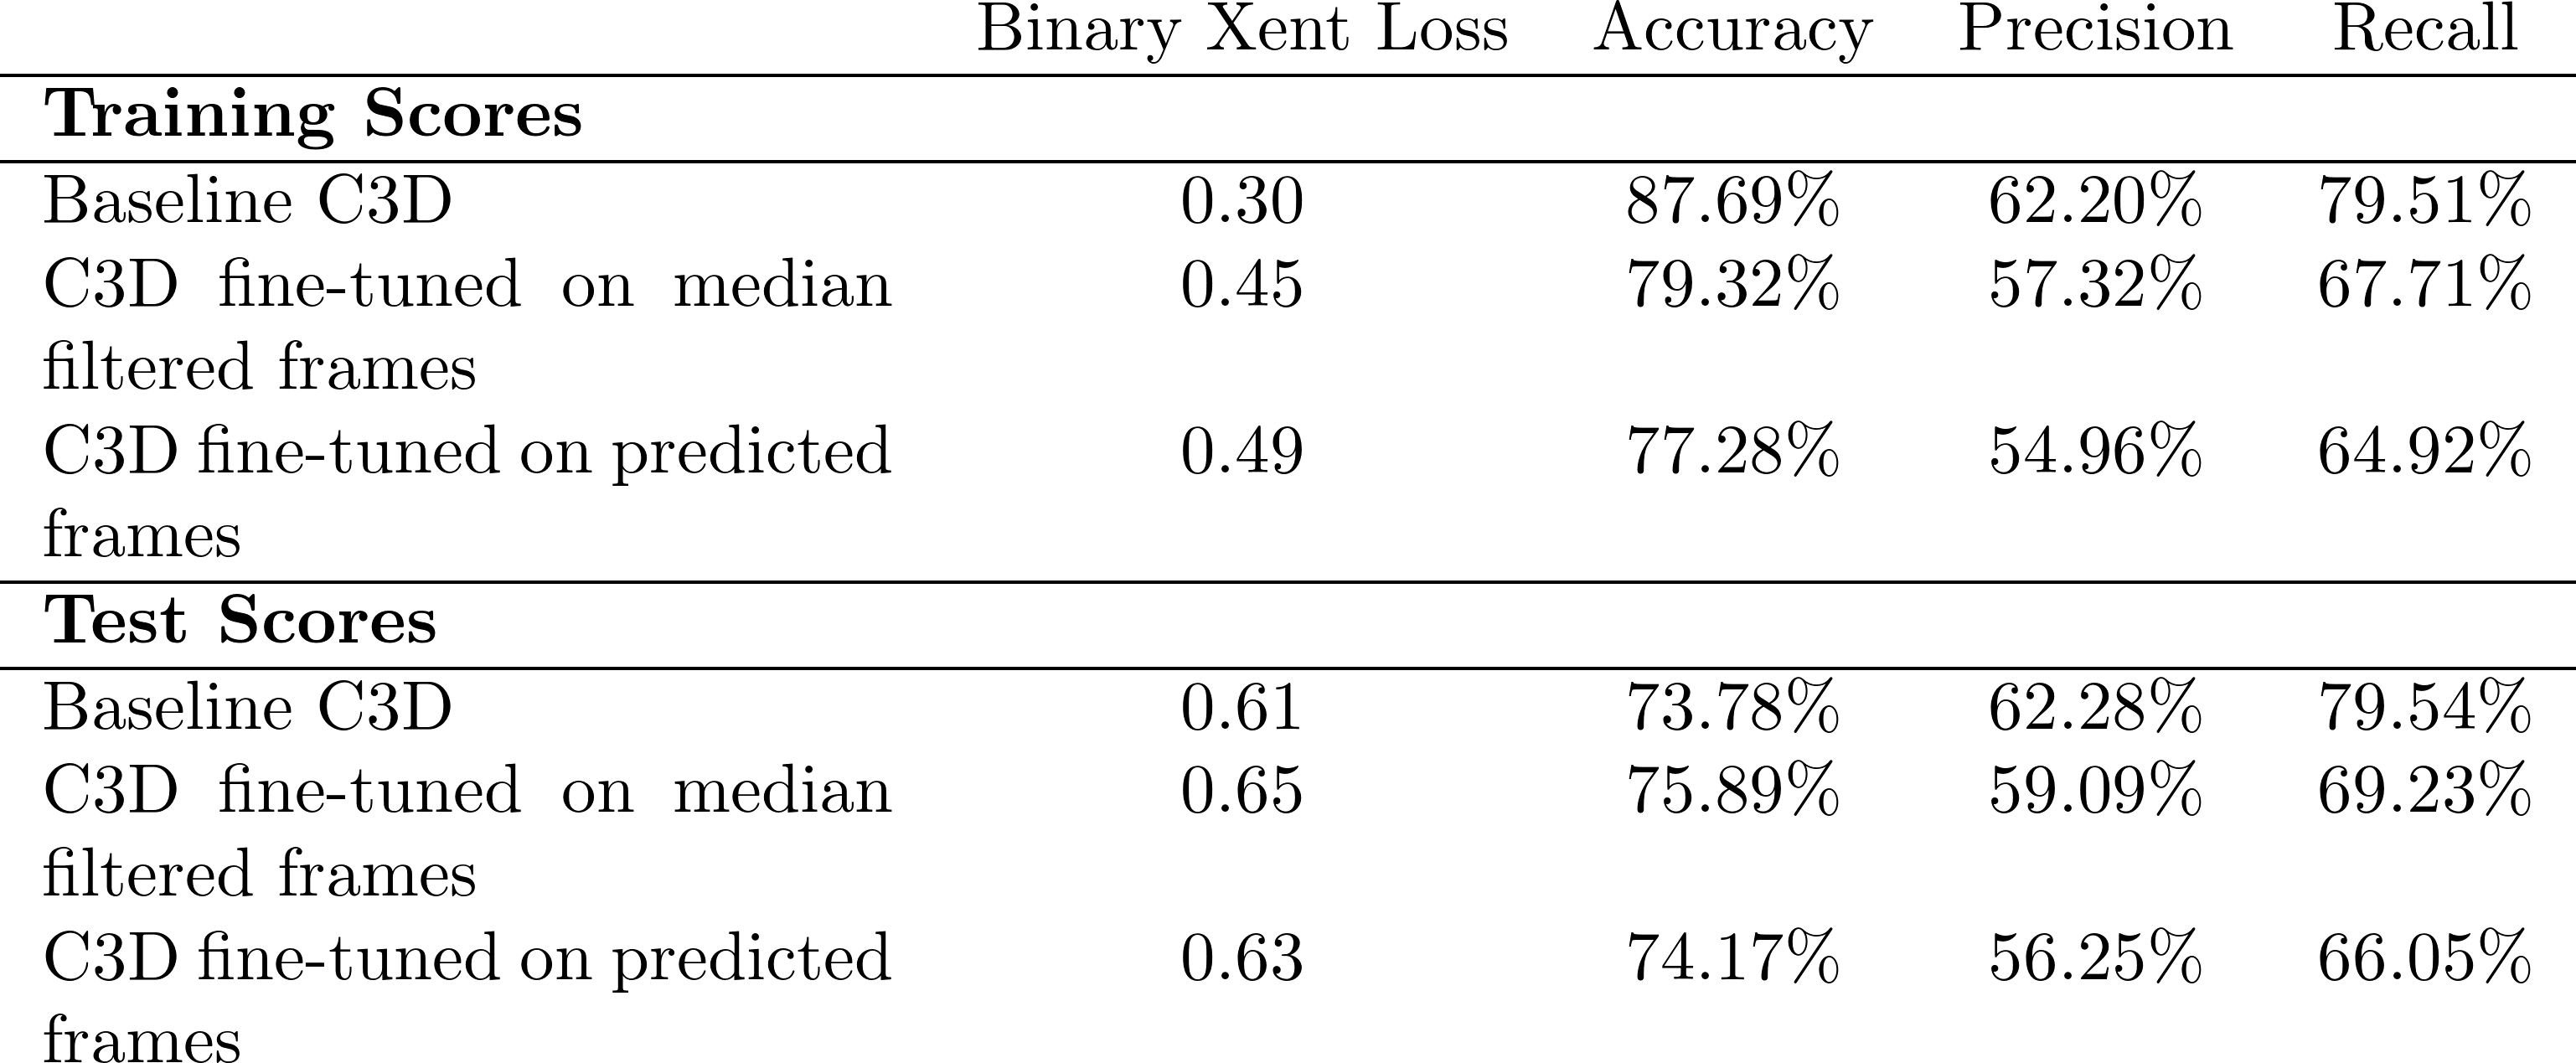 Binary Xent Loss Accuracy Precision Recall
Training Scores
Baseline C3D 0.30 87.69% 62.20% 79.51%
C3D fine-tuned on median 0.45 79.32% 57.32% 67.71%
filtered frames
C3D fine-tuned on predicted 0.49 77.28% 54.96% 64.92%
frames
Test Scores
Baseline C3D 0.61 73.78% 62.28% 79.54%
C3D fine-tuned on median 0.65 75.89% 59.09% 69.23%
filtered frames
C3D fine-tuned on predicted 0.63 74.17% 56.25% 66.05%
frames